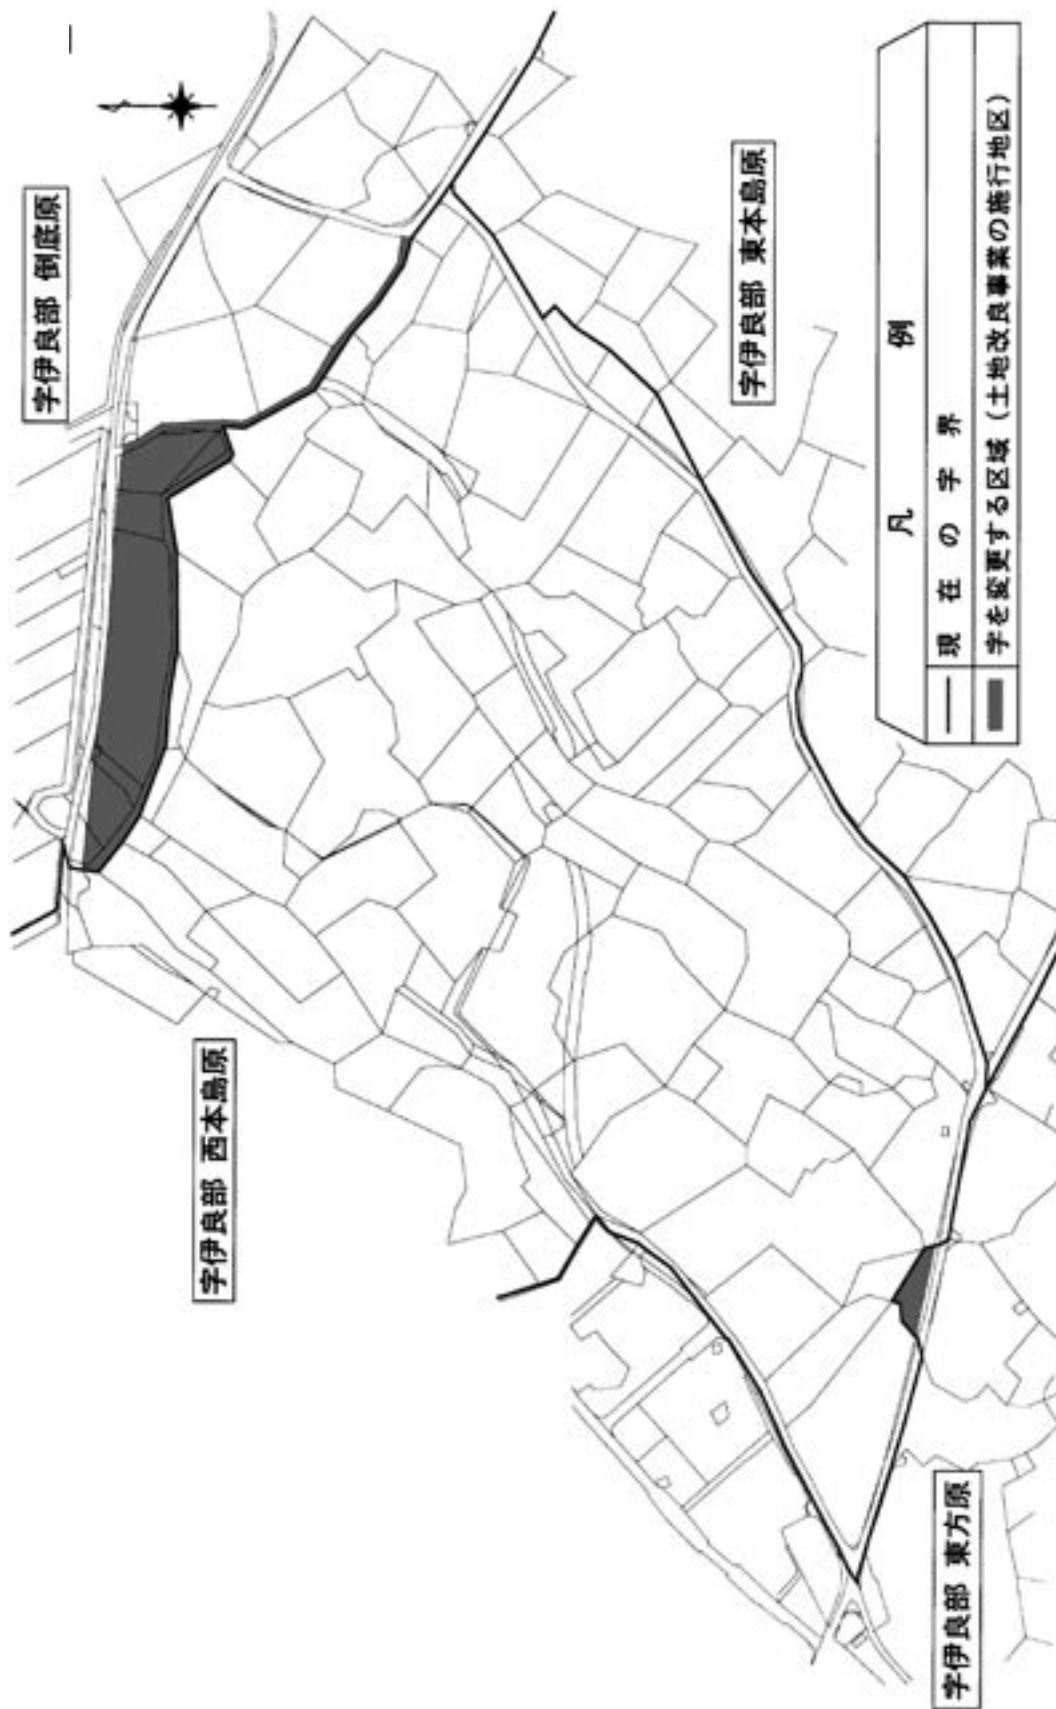 字伊良部 倒底原
字伊良部 西本島原
字伊良部 東本島原
字伊良部 東方原
凡 例
現 在 の 字 界
字を変更する区域(土地改良事業の施行地区)